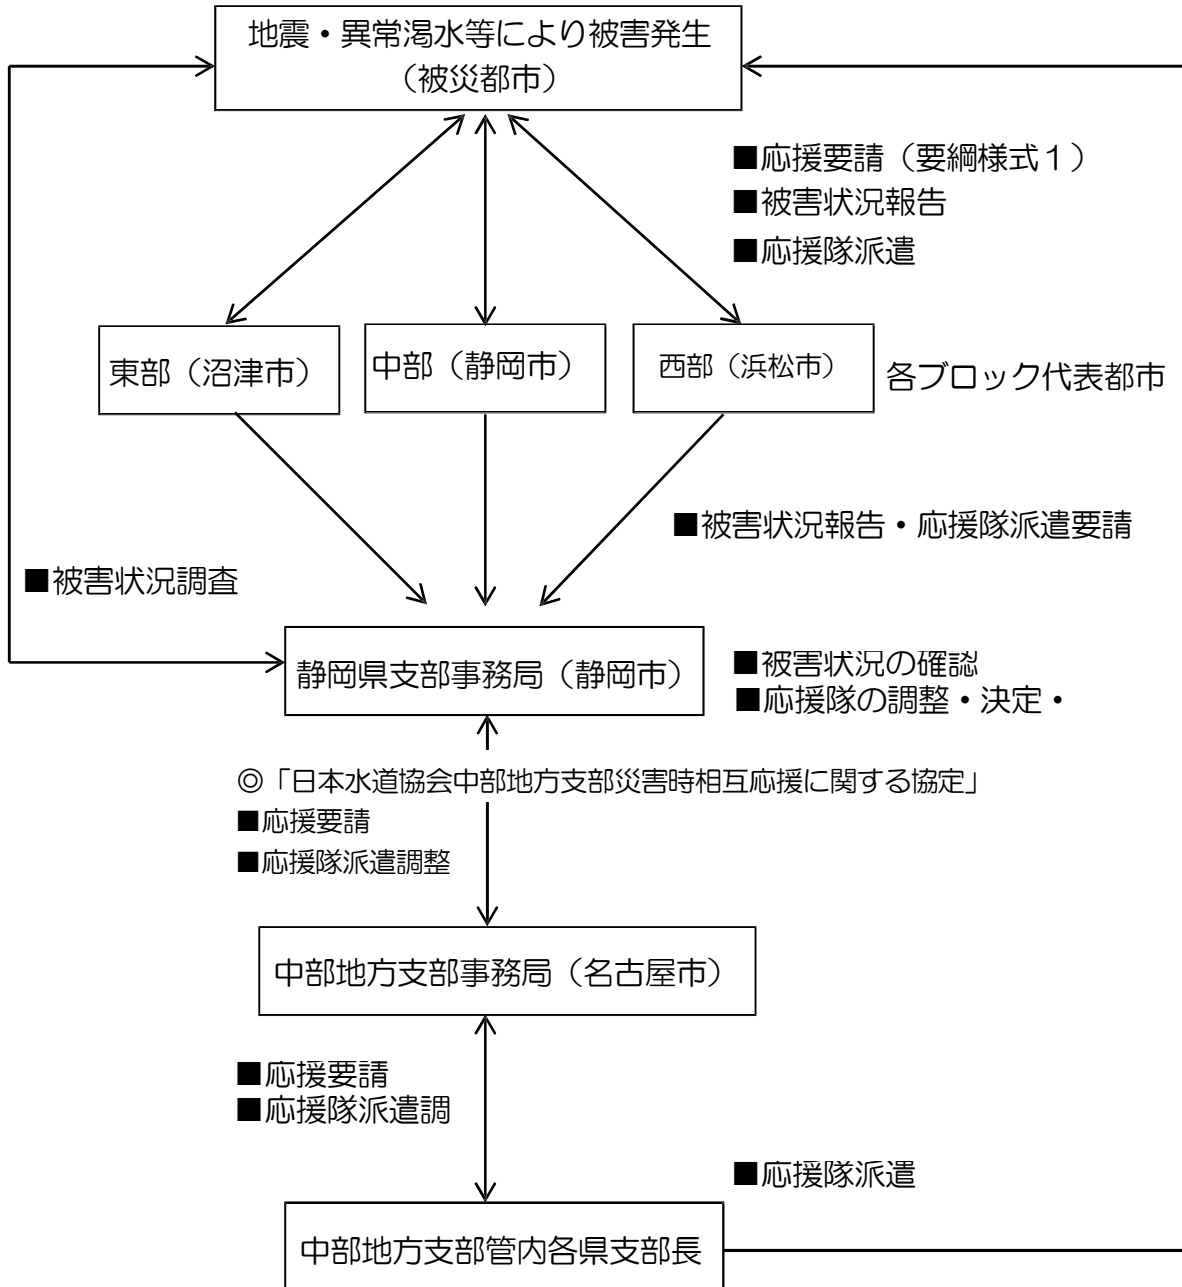 地震・異常渇水等により被害発生
（被災都市）
■応援要請（要綱様式１）
■被害状況報告
■応援隊派遣
東部（沼津市）
中部（静岡市）
西部（浜松市）
各ブロック代表都市
■被害状況報告・応援隊派遣要請
■被害状況調査
静岡県支部事務局（静岡市）
■被害状況の確認
■応援隊の調整・決定・
◎「日本水道協会中部地方支部災害時相互応援に関する協定」
■応援要請
■応援隊派遣調整
中部地方支部事務局（名古屋市）
■応援要請
■応援隊派遣調
■応援隊派遣
中部地方支部管内各県支部長